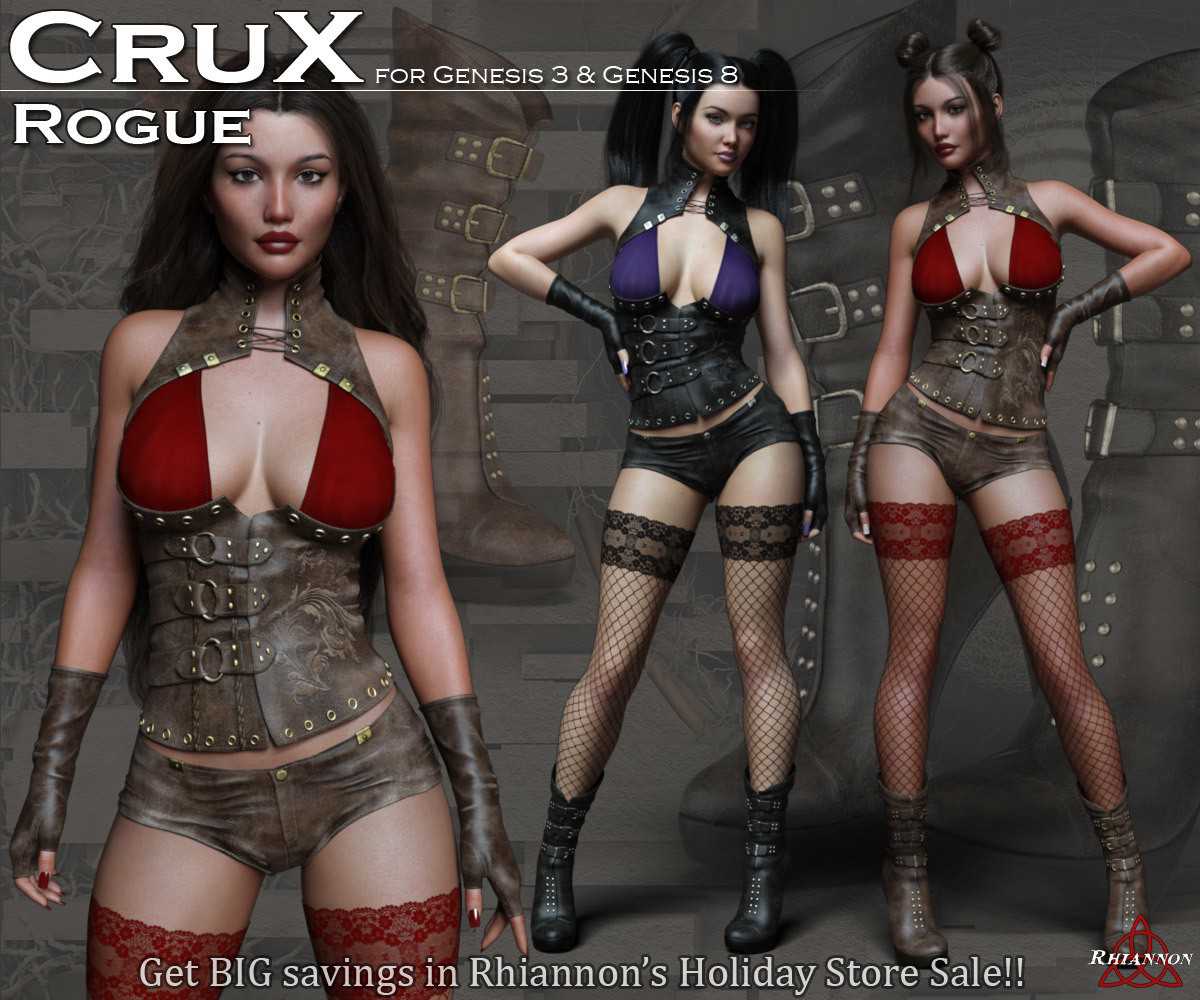 CruX for Genesis 3 & Genesis 8
Rogue
Get BIG savings in Rhiannon's Holiday Store Sale!!
Rhiannon